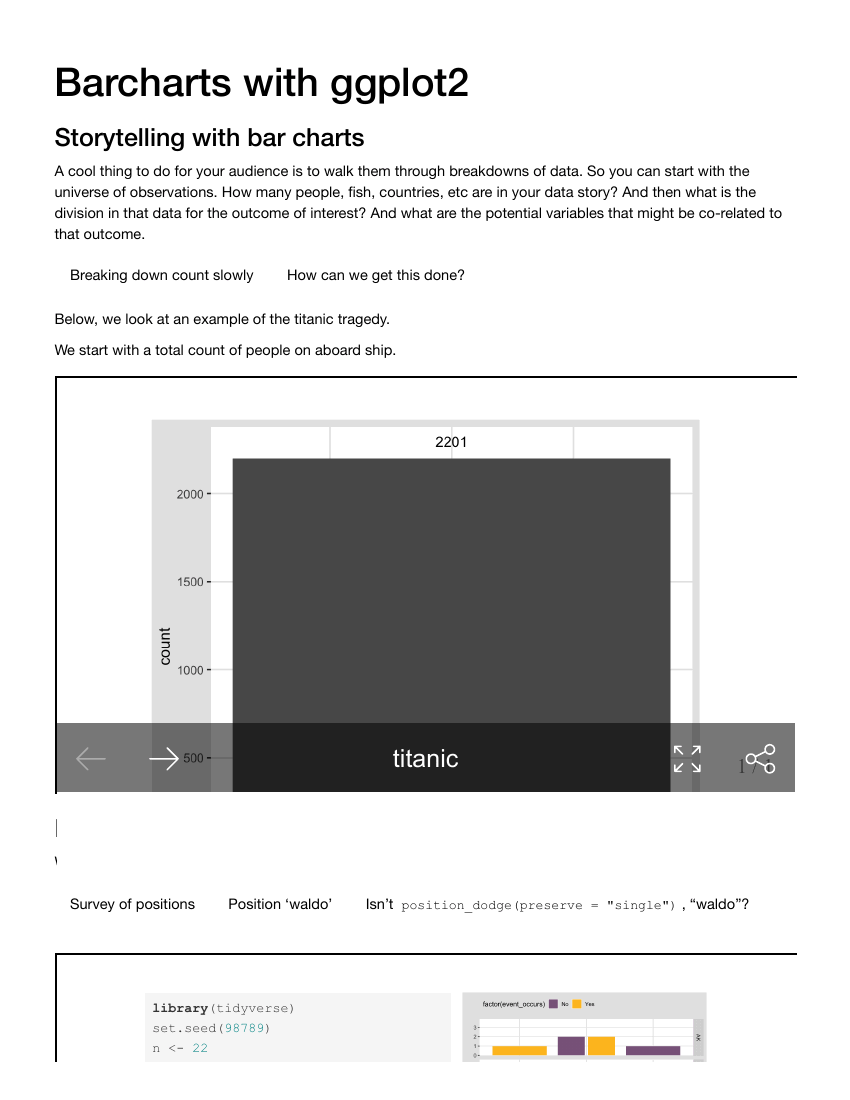 Barcharts with ggplot2
Storytelling with bar charts
A cool thing to do for your audience is to walk them through breakdowns of data. So you can start with the
universe of observations. How many people, fish, countries, etc are in your data story? And then what is the
division in that data for the outcome of interest? And what are the potential variables that might be co-related to
that outcome.
Breaking down count slowly How can we get this done?
Below, we look at an example of the titanic tragedy.
We start with a total count of people on aboard ship.
2201
2000
1500
count
1000
500
titanic
Survey of positions Position ‘waldo’ Isn’t position_dodge(preserve = "single") , “waldo”?
library(tidyverse)
set.seed(98789)
n <- 22
factor(event_occurs) No Yes
3
2
1
0
AK